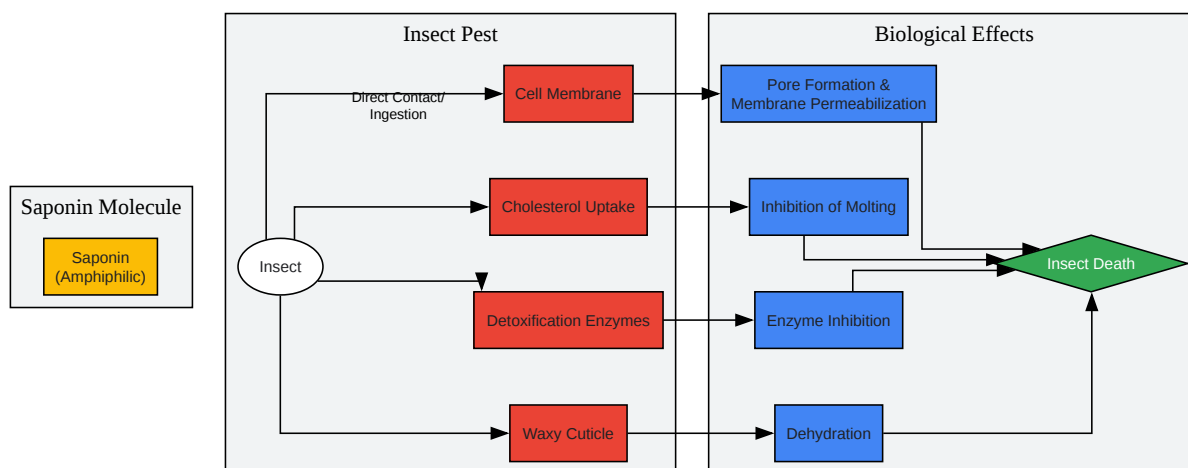 Insect Pest
Biological Effects
Cell Membrane
Pore Formation &
Membrane Permeabilization
Direct Contact/
Ingestion
Saponin Molecule
Cholesterol Uptake
Inhibition of Molting
Saponin
(Amphiphilic)
Insect
Insect Death
Detoxification Enzymes
Enzyme Inhibition
Waxy Cuticle
Dehydration